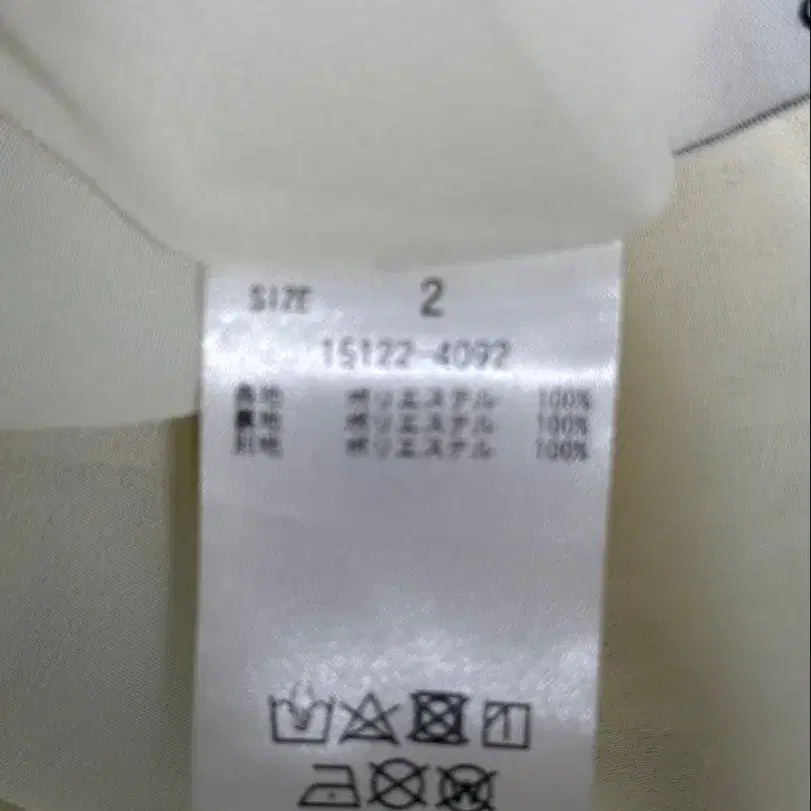 SIZE 2
15122-4092
表地 ポリエステル 100%
裏地 ポリエステル 100%
別地 ポリエステル 100%